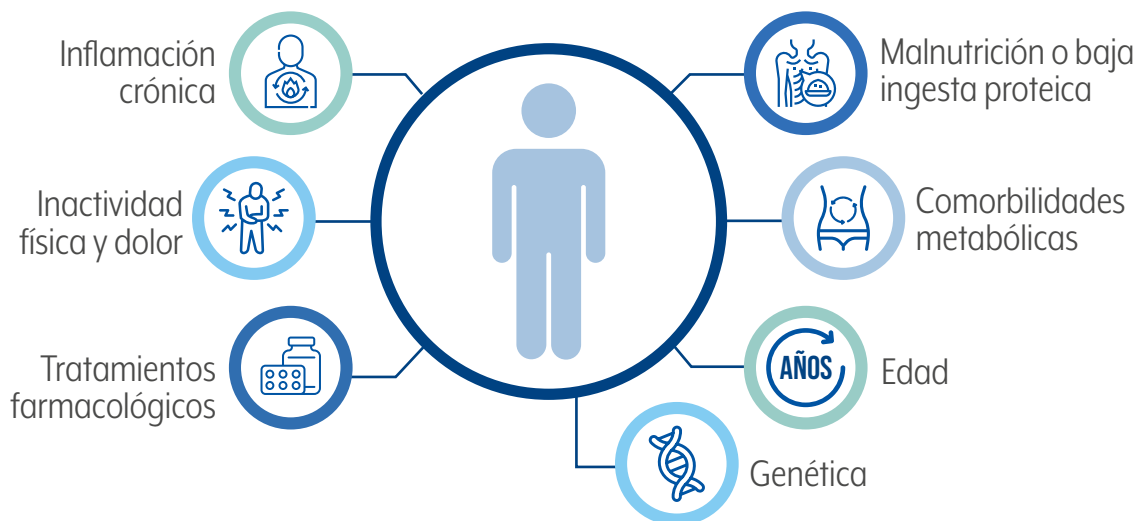 Inflamación
crónica
Malnutrición o baja
ingesta proteica
Inactividad
física y dolor
Comorbilidades
metabólicas
Tratamientos
farmacológicos
AÑOS
Edad
Genética